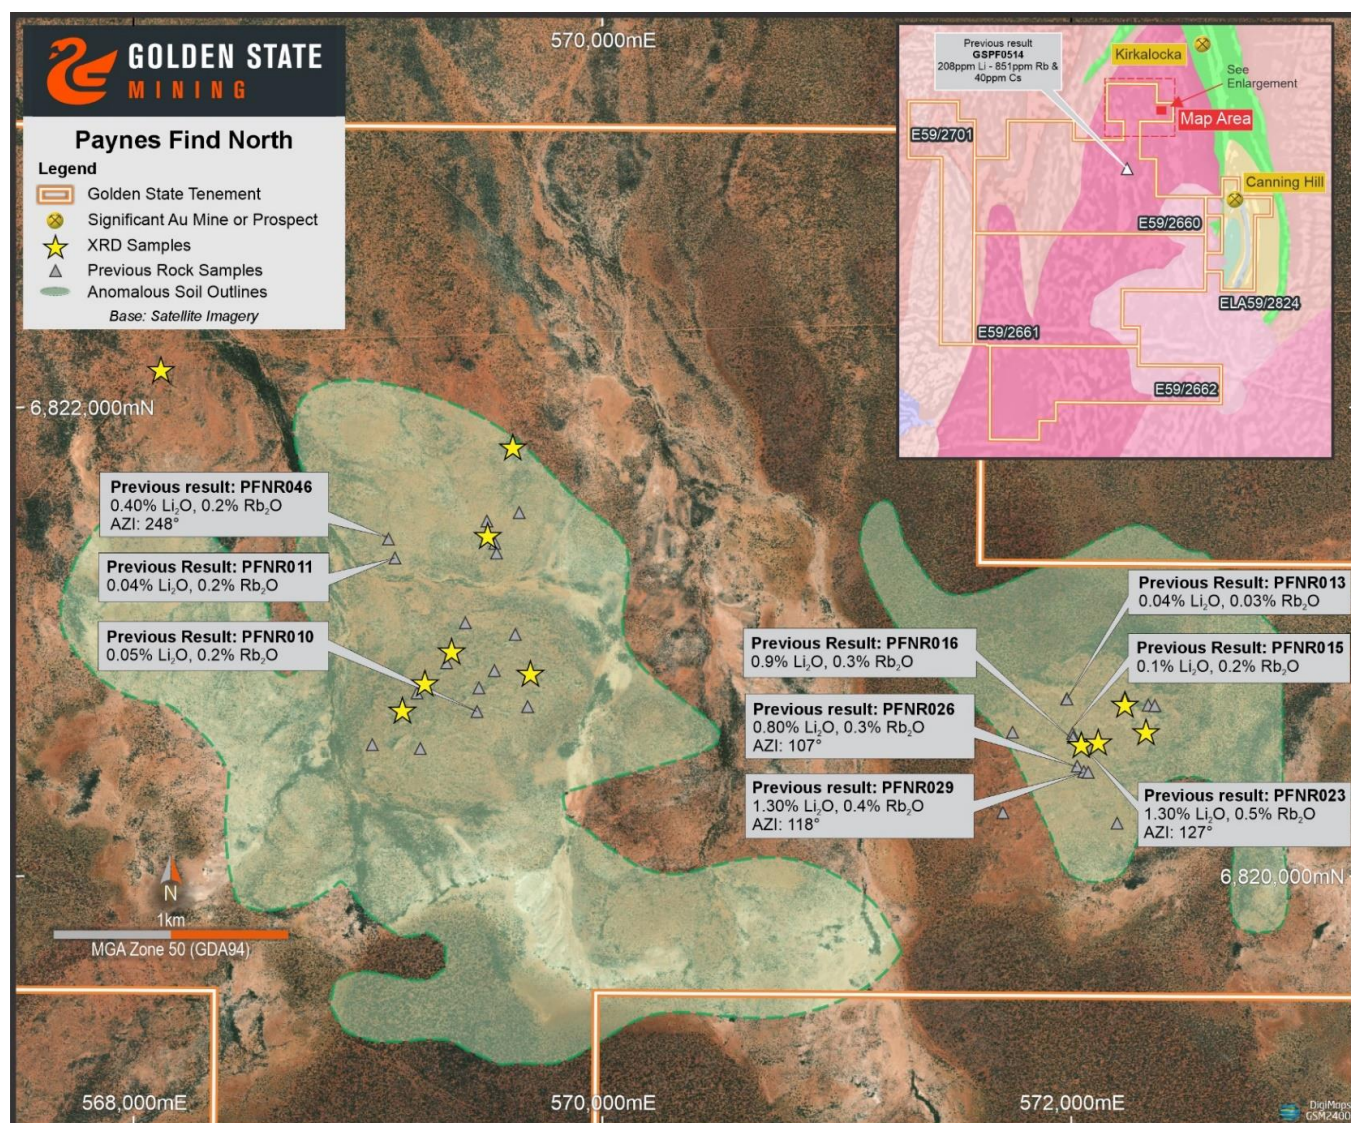 GOLDEN STATE
MINING
Paynes Find North
Legend
Golden State Tenement
Significant Au Mine or Prospect
XRD Samples
Previous Rock Samples
Anomalous Soil Outlines
Base: Satellite Imagery
570,000mE
Previous result
GSPF0514
208ppm Li - 851ppm Rb &
40ppm Cs
Kirkalocka
See
Enlargement
Map Area
E59/2701
Canning Hill
E59/2660
ELA59/2824
E59/2661
E59/2662
6,822,000mN
Previous result: PFNR046
0.40% Li₂O, 0.2% Rb₂O
AZI: 248°
Previous Result: PFNR011
0.04% Li₂O, 0.2% Rb₂O
Previous Result: PFNR010
0.05% Li₂O, 0.2% Rb₂O
Previous Result: PFNR013
0.04% Li₂O, 0.03% Rb₂O
Previous Result: PFNR016
0.9% Li₂O, 0.3% Rb₂O
Previous Result: PFNR015
0.1% Li₂O, 0.2% Rb₂O
Previous result: PFNR026
0.80% Li₂O, 0.3% Rb₂O
AZI: 107°
Previous result: PFNR029
1.30% Li₂O, 0.4% Rb₂O
AZI: 118°
Previous result: PFNR023
1.30% Li₂O, 0.5% Rb₂O
AZI: 127°
6,820,000mN
N
1km
MGA Zone 50 (GDA94)
568,000mE
570,000mE
572,000mE
DigiMaps
GSM2400